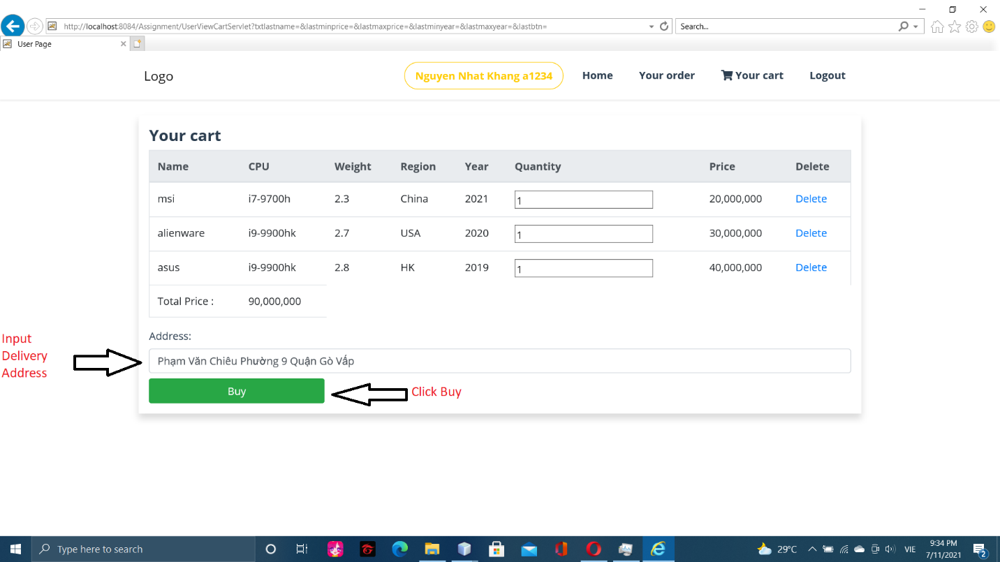 http://localhost:8084/Assignment/UserViewCartServlet?txtlastname=&lastminprice=&lastmaxprice=&lastminyear=&lastmaxyear=&lastbtn=
Search...
User Page
Logo
Nguyen Nhat Khang a1234
Home
Your order
Your cart
Logout
Your cart
Name CPU Weight Region Year Quantity Price Delete
msi i7-9700h 2.3 China 2021 1 20,000,000 Delete
alienware i9-9900hk 2.7 USA 2020 1 30,000,000 Delete
asus i9-9900hk 2.8 HK 2019 1 40,000,000 Delete
Total Price : 90,000,000
Address:
Input
Delivery
Address
Phạm Văn Chiêu Phường 9 Quận Gò Vấp
Buy
Click Buy
Type here to search
29°C
VIE
9:34 PM
7/11/2021
2